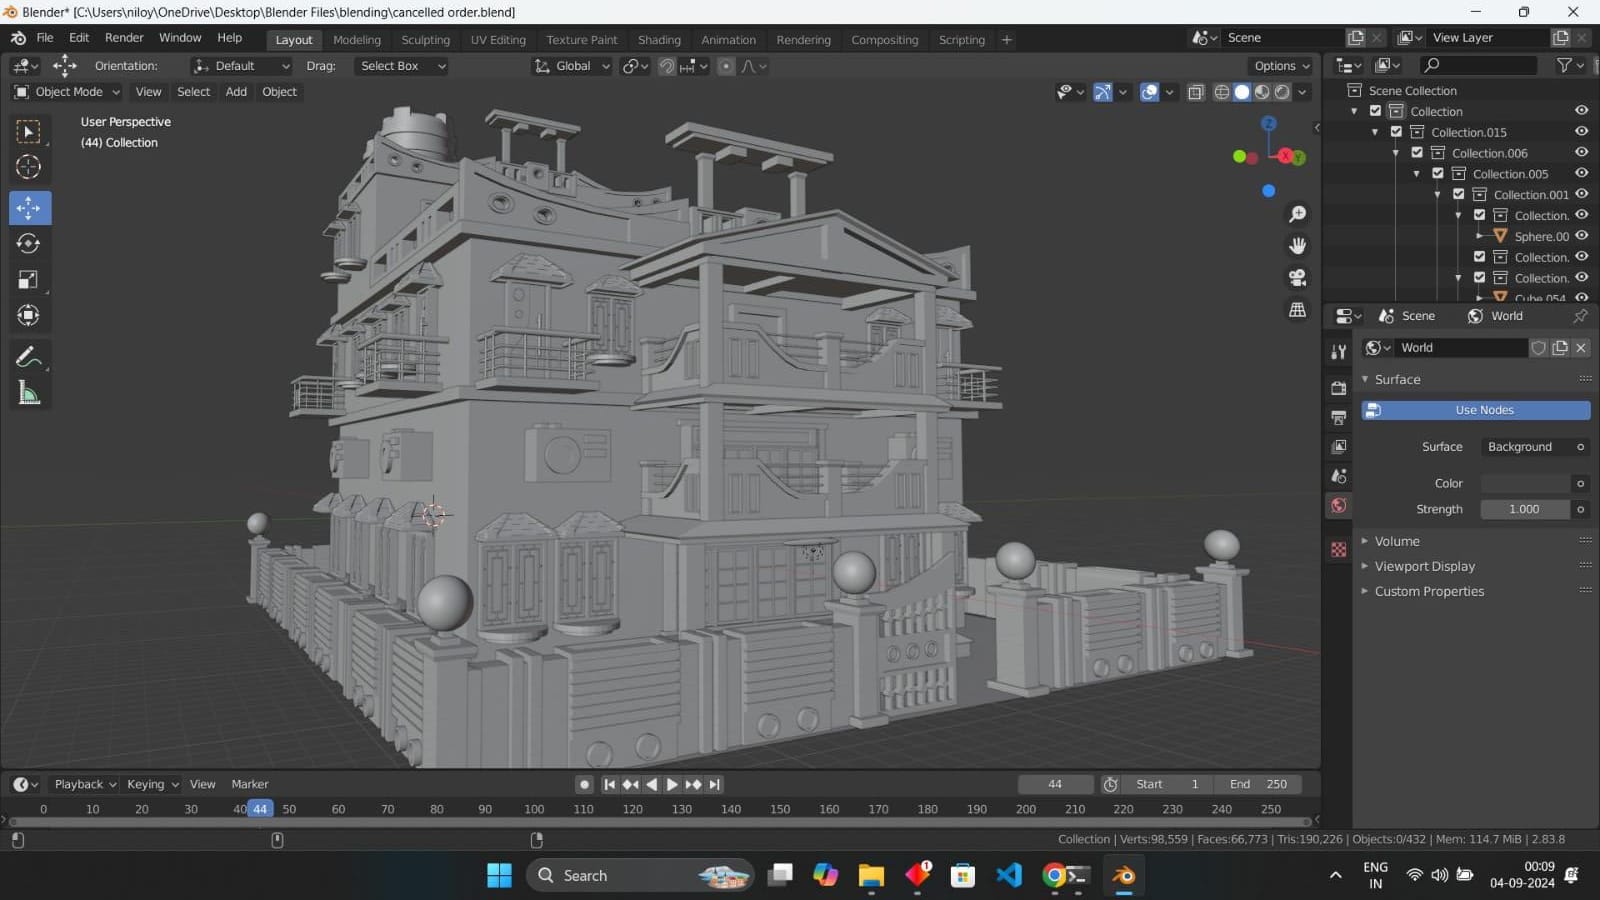 Blender* [C:\Users\niloy\OneDrive\Desktop\Blender Files\blending\cancelled order.blend]
File Edit Render Window Help Layout Modeling Sculpting UV Editing Texture Paint Shading Animation Rendering Compositing Scripting + Scene View Layer
Orientation: Default Drag: Select Box Global Options
Object Mode View Select Add Object
User Perspective
(44) Collection
Z
X
Y
Scene Collection
Collection
Collection.015
Collection.006
Collection.005
Collection.001
Collection.
Sphere.00
Collection.
Collection.
Cube.054
Scene World
World
Surface
Use Nodes
Surface Background
Color
Strength 1.000
Volume
Viewport Display
Custom Properties
Playback Keying View Marker 44 Start 1 End 250
0 10 20 30 40 44 50 60 70 80 90 100 110 120 130 140 150 160 170 180 190 200 210 220 230 240 250
Collection | Verts:98,559 | Faces:66,773 | Tris:190,226 | Objects:0/432 | Mem: 114.7 MiB | 2.83.8
Search
1
ENG
IN
00:09
04-09-2024